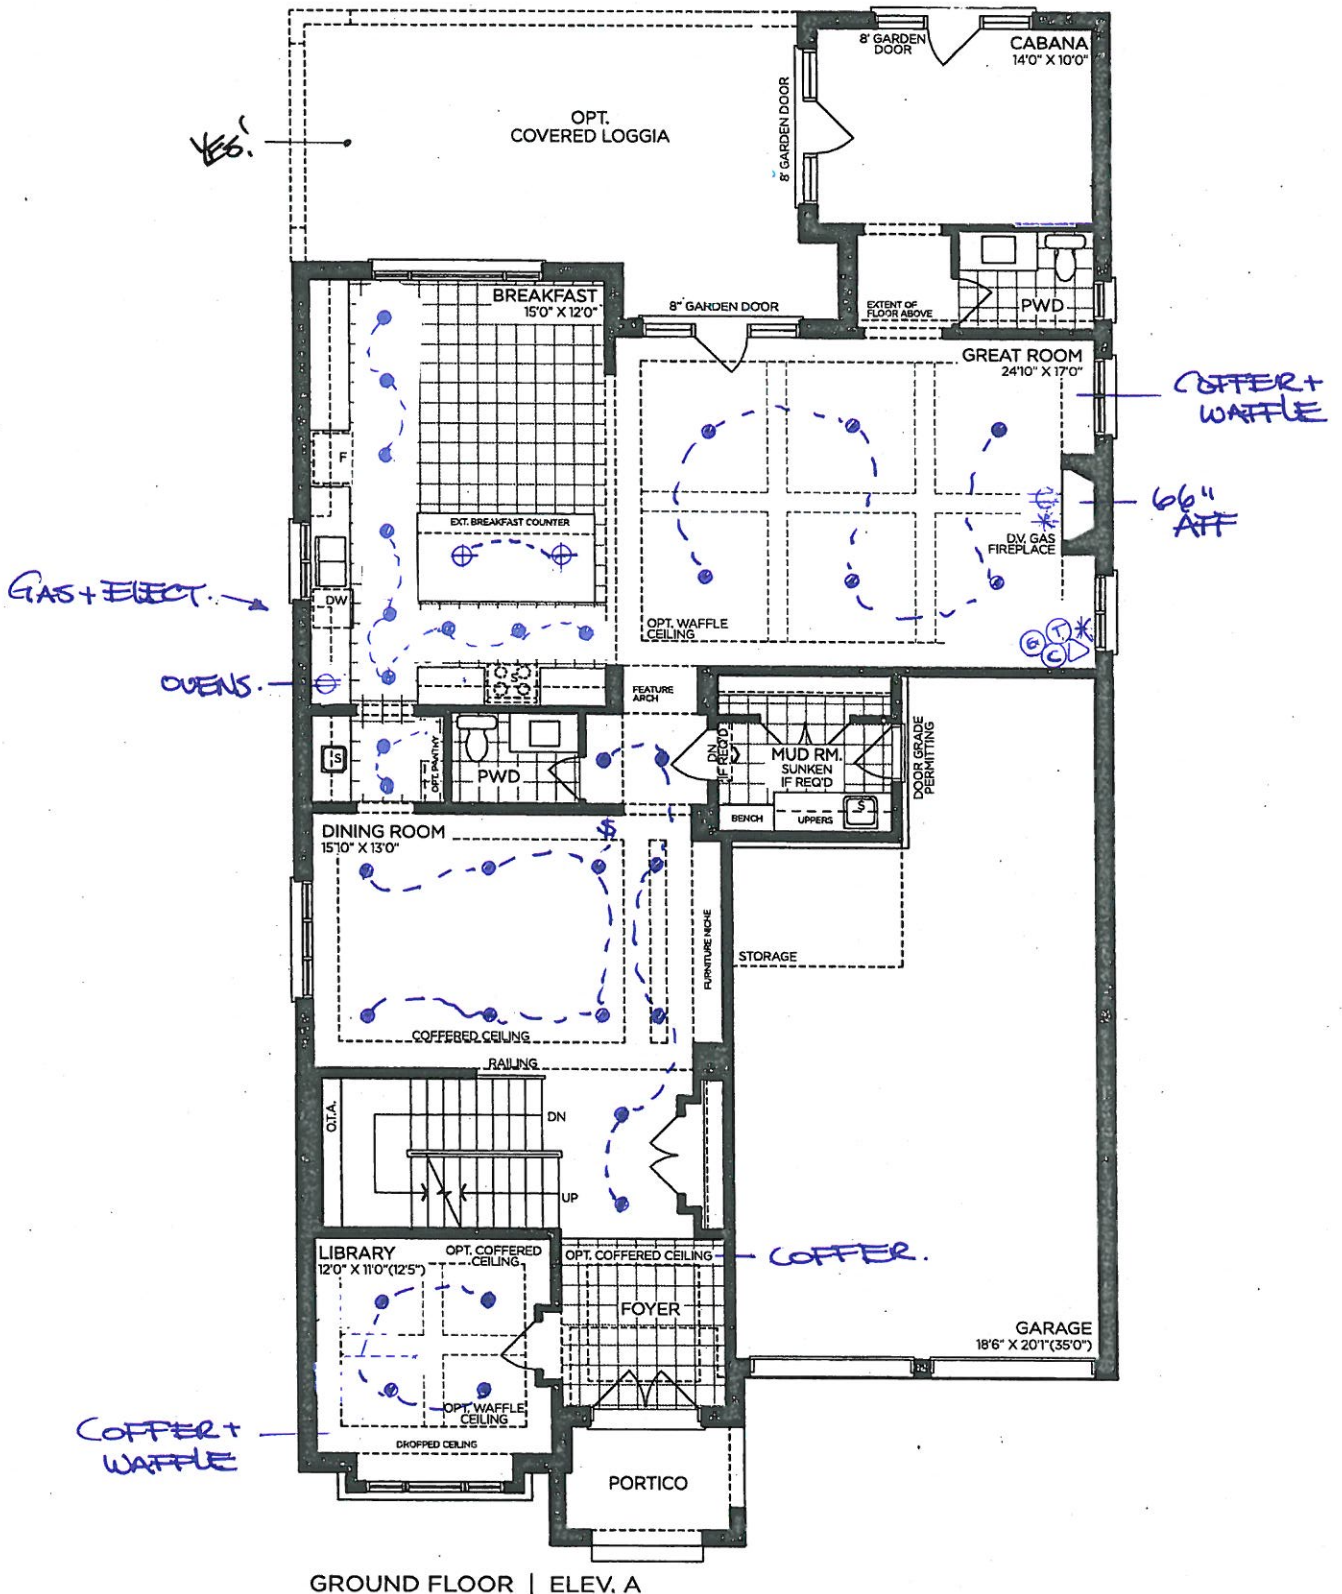 8' GARDEN
DOOR
CABANA
14'0" X 10'0"
OPT.
COVERED LOGGIA
8' GARDEN DOOR
YES!
BREAKFAST
15'0" X 12'0"
8" GARDEN DOOR
EXTENT OF
FLOOR ABOVE
PWD
GREAT ROOM
24'10" X 17'0"
COFFER +
WAFFLE
F
EXT. BREAKFAST COUNTER
66"
AFF
D.V. GAS
FIREPLACE
GAS + ELECT.
DW
OPT. WAFFLE
CEILING
G
T
C
OVENS.
S
FEATURE
ARCH
S
OPT. PANTRY
PWD
DN
IF REQ'D
MUD RM.
SUNKEN
IF REQ'D
DOOR GRADE
PERMITTING
BENCH
UPPERS
S
DINING ROOM
15'10" X 13'0"
$
FURNITURE NICHE
STORAGE
COFFERED CEILING
RAILING
O.T.A.
DN
UP
LIBRARY
12'0" X 11'0"(12'5")
OPT. COFFERED
CEILING
OPT. COFFERED CEILING
COFFER.
FOYER
GARAGE
18'6" X 20'1"(35'0")
OPT. WAFFLE
CEILING
COFFER +
WAFFLE
DROPPED CEILING
PORTICO
GROUND FLOOR | ELEV. A